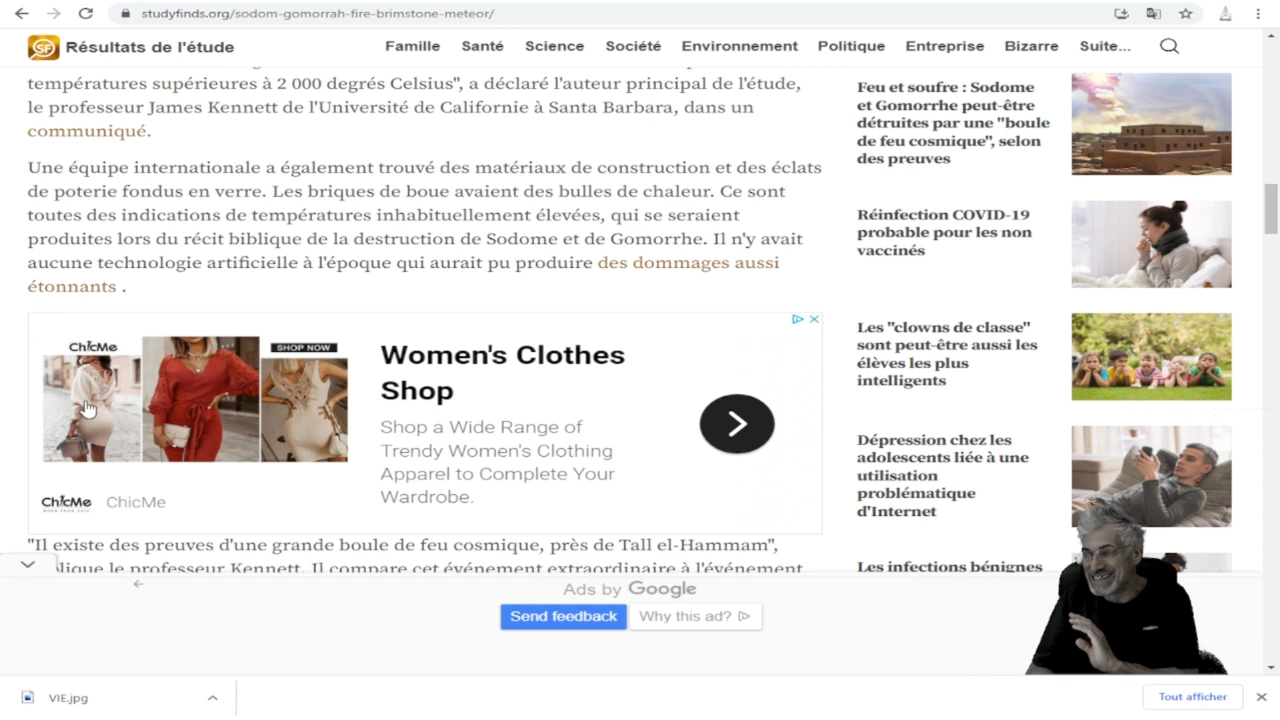 studyfinds.org/sodom-gomorrah-fire-brimstone-meteor/
SF Résultats de l'étude
Famille Santé Science Société Environnement Politique Entreprise Bizarre Suite...
températures supérieures à 2 000 degrés Celsius", a déclaré l'auteur principal de l'étude,
le professeur James Kennett de l'Université de Californie à Santa Barbara, dans un
communiqué.
Une équipe internationale a également trouvé des matériaux de construction et des éclats
de poterie fondus en verre. Les briques de boue avaient des bulles de chaleur. Ce sont
toutes des indications de températures inhabituellement élevées, qui se seraient
produites lors du récit biblique de la destruction de Sodome et de Gomorrhe. Il n'y avait
aucune technologie artificielle à l'époque qui aurait pu produire des dommages aussi
étonnants .
ChicMe
SHOP NOW
Women's Clothes
Shop
Shop a Wide Range of
Trendy Women's Clothing
Apparel to Complete Your
Wardrobe.
ChicMe ChicMe
"Il existe des preuves d'une grande boule de feu cosmique, près de Tall el-Hammam",
le professeur Kennett. Il compare cet événement extraordinaire à l'événement
Feu et soufre : Sodome
et Gomorrhe peut-être
détruites par une "boule
de feu cosmique", selon
des preuves
Réinfection COVID-19
probable pour les non
vaccinés
Les "clowns de classe"
sont peut-être aussi les
élèves les plus
intelligents
Dépression chez les
adolescents liée à une
utilisation
problématique
d'Internet
Les infections bénignes
Ads by Google
Send feedback Why this ad?
VIE.jpg
Tout afficher